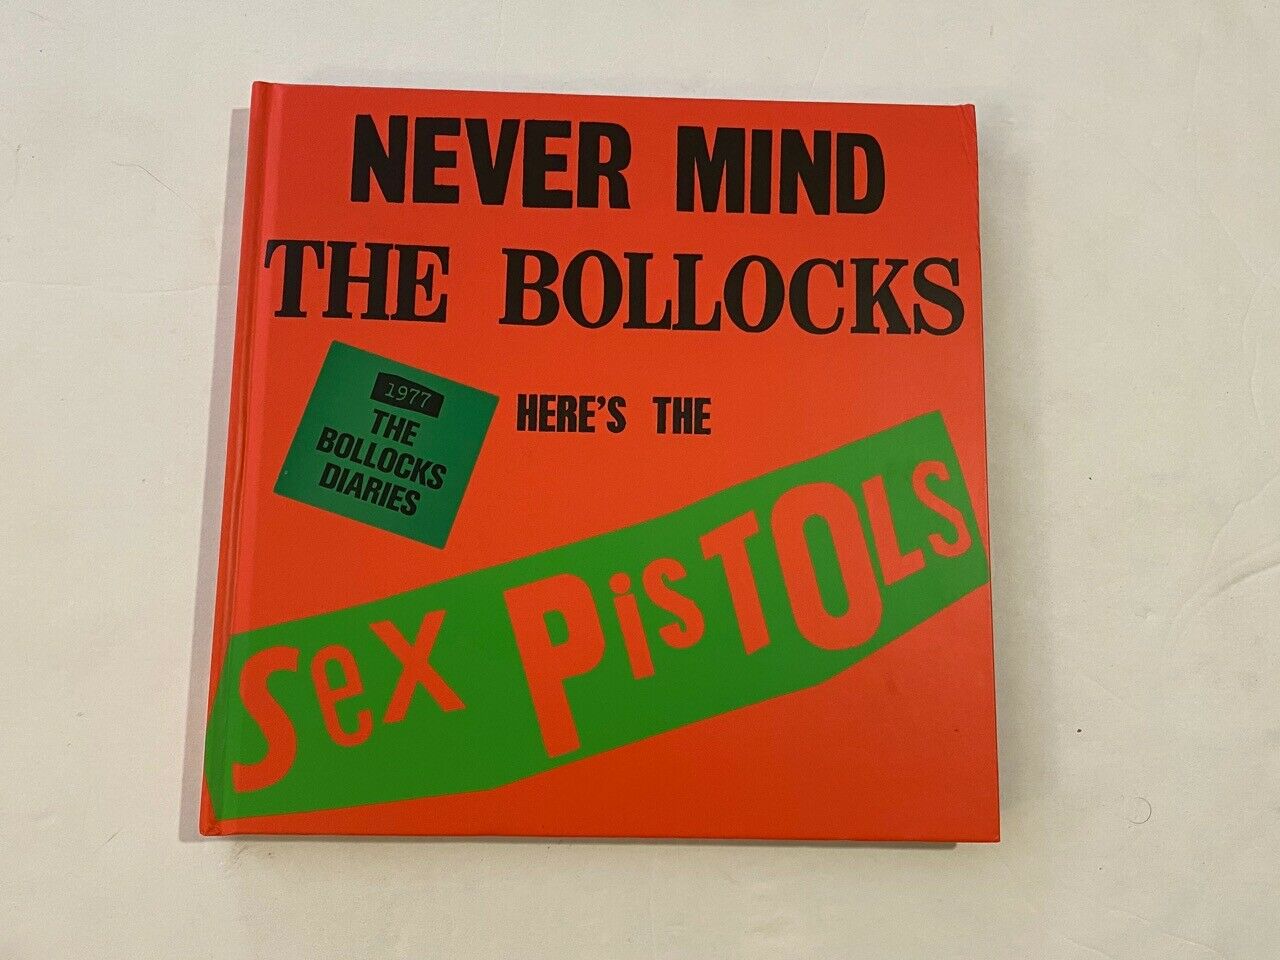 NEVER MIND
THE BOLLOCKS
HERE'S THE
1977
THE
BOLLOCKS
DIARIES
Sex PisTOLS